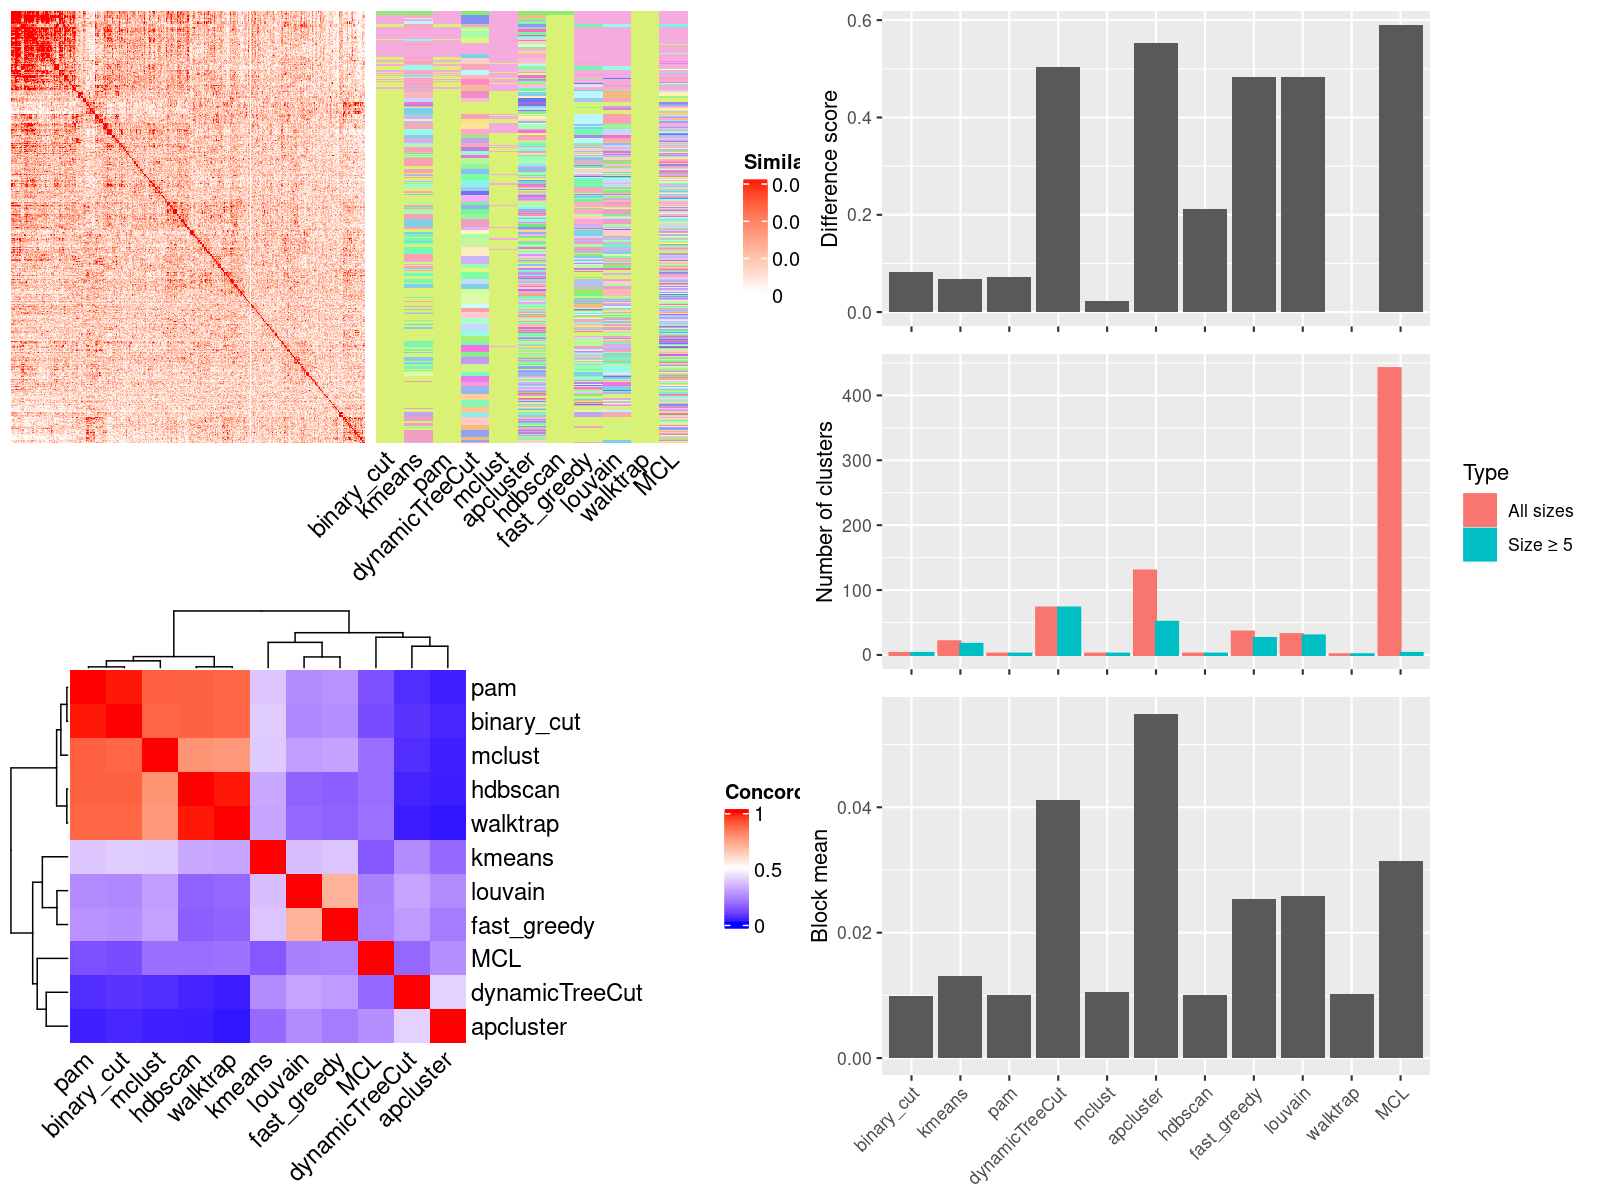 Simila
0.0
0.0
0.0
0
binary_cut
kmeans
pam
dynamicTreeCut
mclust
apcluster
hdbscan
fast_greedy
louvain
walktrap
MCL
pam
binary_cut
mclust
hdbscan
walktrap
kmeans
louvain
fast_greedy
MCL
dynamicTreeCut
apcluster
pam
binary_cut
mclust
hdbscan
walktrap
kmeans
louvain
fast_greedy
MCL
dynamicTreeCut
apcluster
Concord
1
0.5
0
Difference score
0.6
0.4
0.2
0.0
Number of clusters
400
300
200
100
0
Type
All sizes
Size ≥ 5
Block mean
0.04
0.02
0.00
binary_cut
kmeans
pam
dynamicTreeCut
mclust
apcluster
hdbscan
fast_greedy
louvain
walktrap
MCL